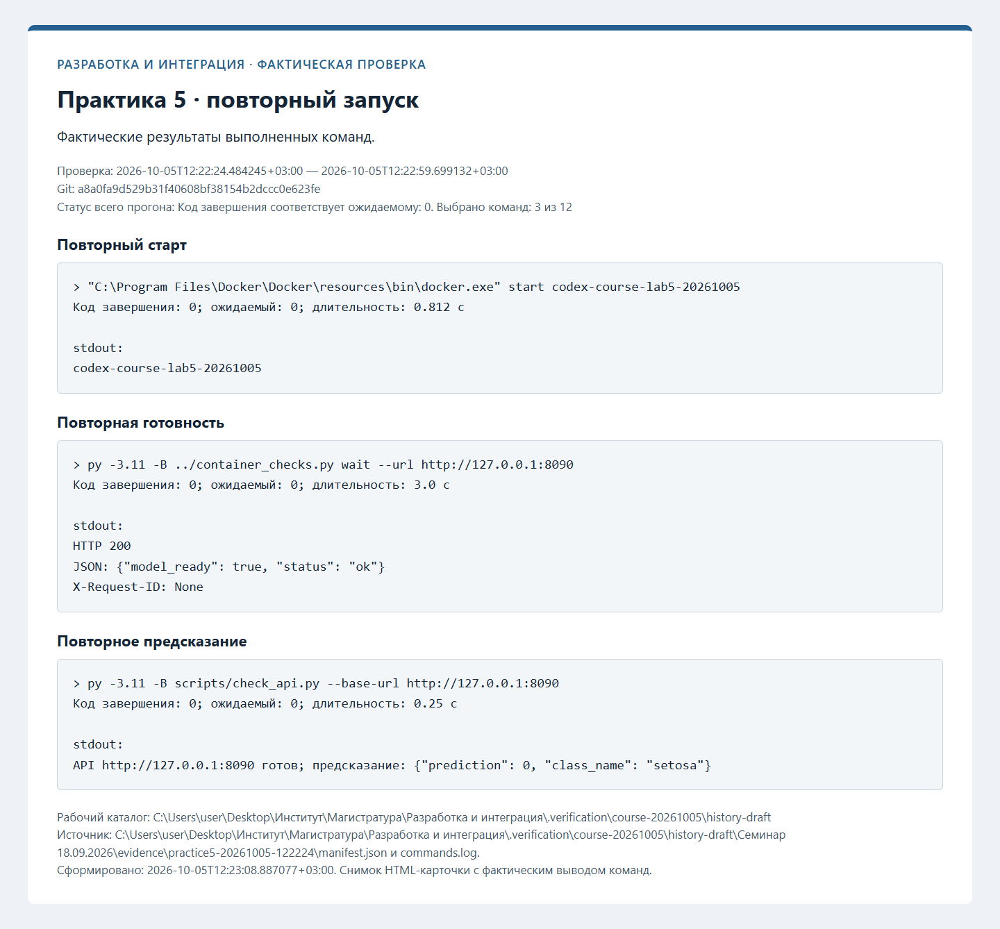 РАЗРАБОТКА И ИНТЕГРАЦИЯ · ФАКТИЧЕСКАЯ ПРОВЕРКА
Практика 5 · повторный запуск
Фактические результаты выполненных команд.
Проверка: 2026-10-05T12:22:24.484245+03:00 — 2026-10-05T12:22:59.699132+03:00
Git: a8a0fa9d529b31f40608bf38154b2dccc0e623fe
Статус всего прогона: Код завершения соответствует ожидаемому: 0. Выбрано команд: 3 из 12
Повторный старт
> "C:\Program Files\Docker\Docker\resources\bin\docker.exe" start codex-course-lab5-20261005
Код завершения: 0; ожидаемый: 0; длительность: 0.812 с
stdout:
codex-course-lab5-20261005
Повторная готовность
> py -3.11 -B ../container_checks.py wait --url http://127.0.0.1:8090
Код завершения: 0; ожидаемый: 0; длительность: 3.0 с
stdout:
HTTP 200
JSON: {"model_ready": true, "status": "ok"}
X-Request-ID: None
Повторное предсказание
> py -3.11 -B scripts/check_api.py --base-url http://127.0.0.1:8090
Код завершения: 0; ожидаемый: 0; длительность: 0.25 с
stdout:
API http://127.0.0.1:8090 готов; предсказание: {"prediction": 0, "class_name": "setosa"}
Рабочий каталог: C:\Users\user\Desktop\Институт\Магистратура\Разработка и интеграция\.verification\course-20261005\history-draft
Источник: C:\Users\user\Desktop\Институт\Магистратура\Разработка и интеграция\.verification\course-20261005\history-draft\Семинар
18.09.2026\evidence\practice5-20261005-122224\manifest.json и commands.log.
Сформировано: 2026-10-05T12:23:08.887077+03:00. Снимок HTML-карточки с фактическим выводом команд.